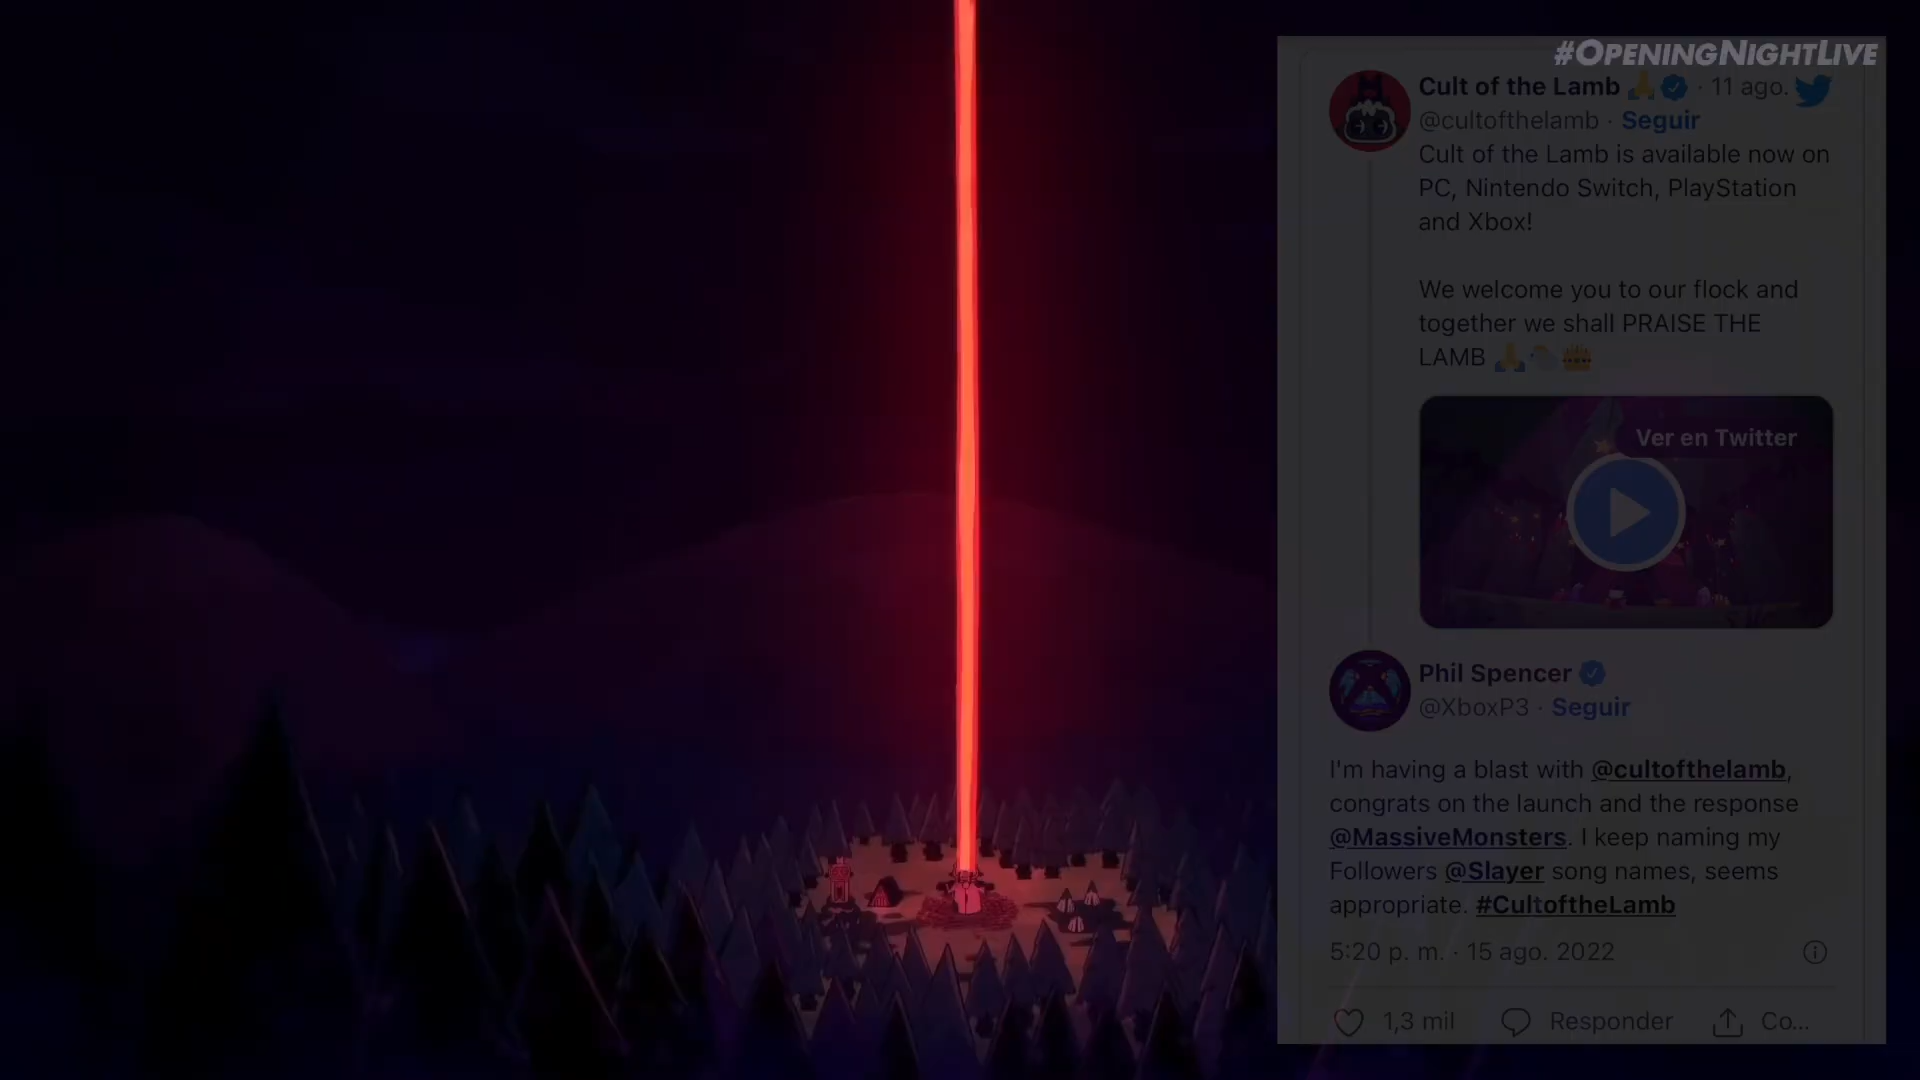 #OPENINGNIGHTLIVE
Cult of the Lamb 🙏 · 11 ago.
@cultofthelamb · Seguir
Cult of the Lamb is available now on
PC, Nintendo Switch, PlayStation
and Xbox!
We welcome you to our flock and
together we shall PRAISE THE
LAMB 🙏🐑👑
Ver en Twitter
Phil Spencer
@XboxP3 · Seguir
I'm having a blast with @cultofthelamb,
congrats on the launch and the response
@MassiveMonsters. I keep naming my
Followers @Slayer song names, seems
appropriate. #CultoftheLamb
5:20 p. m. · 15 ago. 2022
1,3 mil Responder Co...